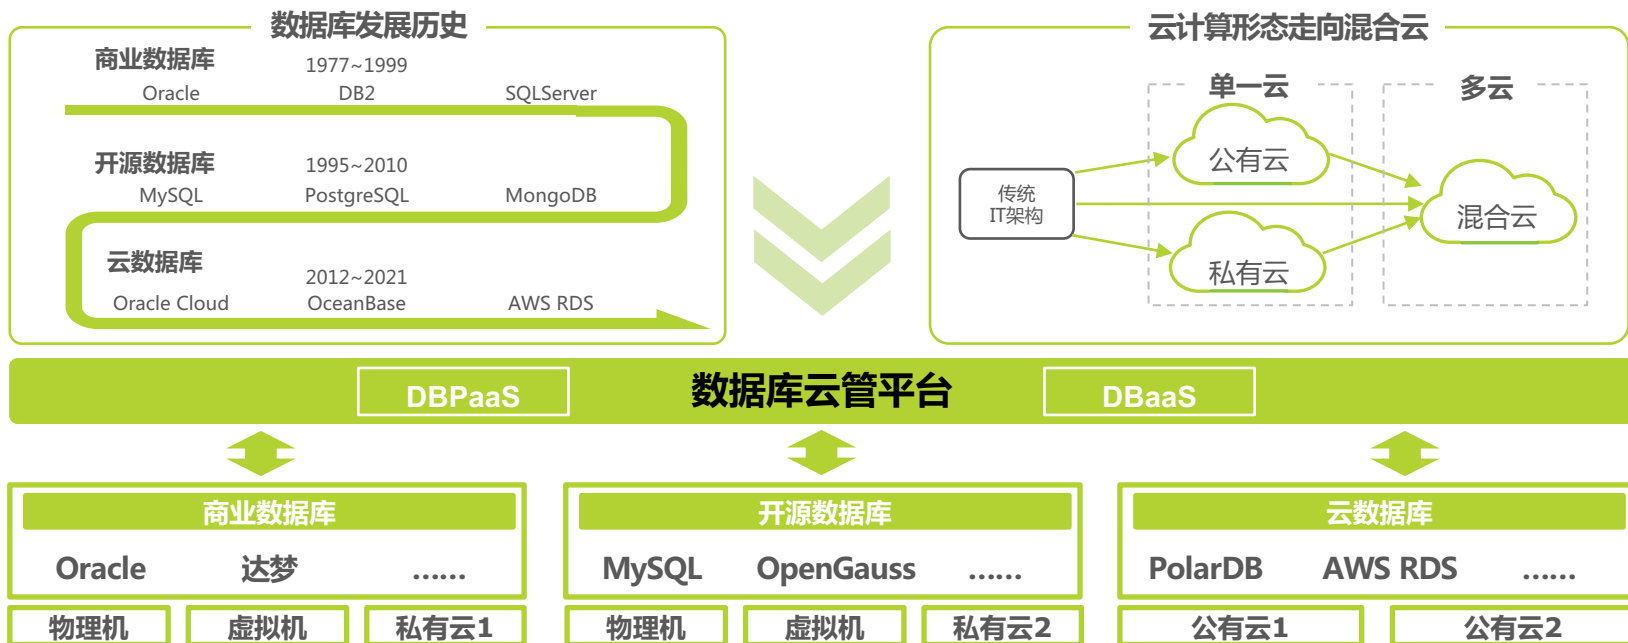 数据库发展历史
商业数据库
1977~1999
Oracle
DB2
SQLServer
开源数据库
1995~2010
MySQL
PostgreSQL
MongoDB
云数据库
2012~2021
Oracle Cloud
OceanBase
AWS RDS
云计算形态走向混合云
单一云
多云
传统
IT架构
公有云
私有云
混合云
DBPaaS
数据库云管平台
DBaaS
商业数据库
Oracle
达梦
……
物理机
虚拟机
私有云1
开源数据库
MySQL
OpenGauss
……
物理机
虚拟机
私有云2
云数据库
PolarDB
AWS RDS
……
公有云1
公有云2